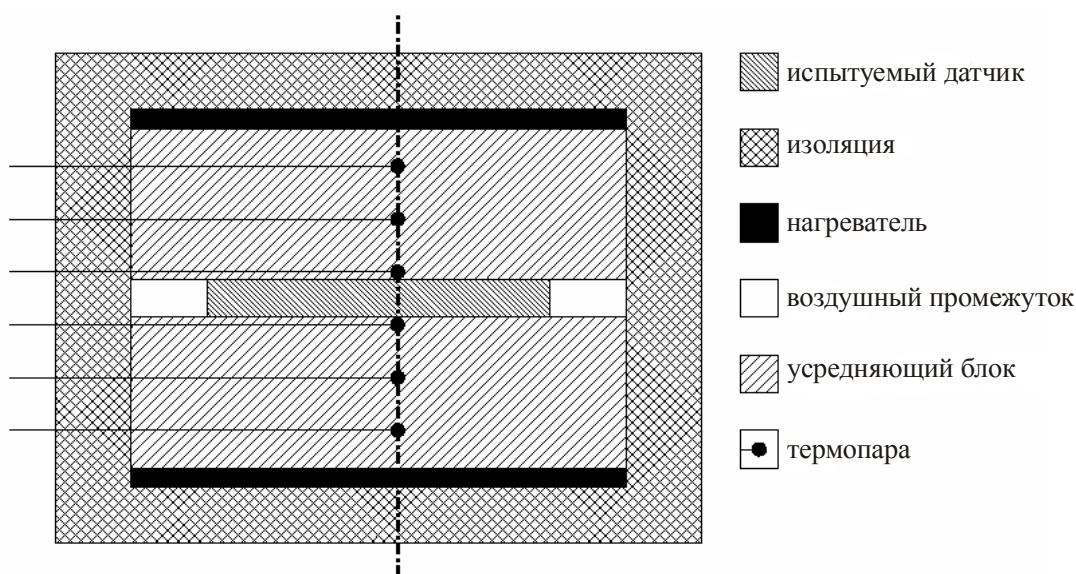 испытуемый датчик
изоляция
нагреватель
воздушный промежуток
усредняющий блок
термопара